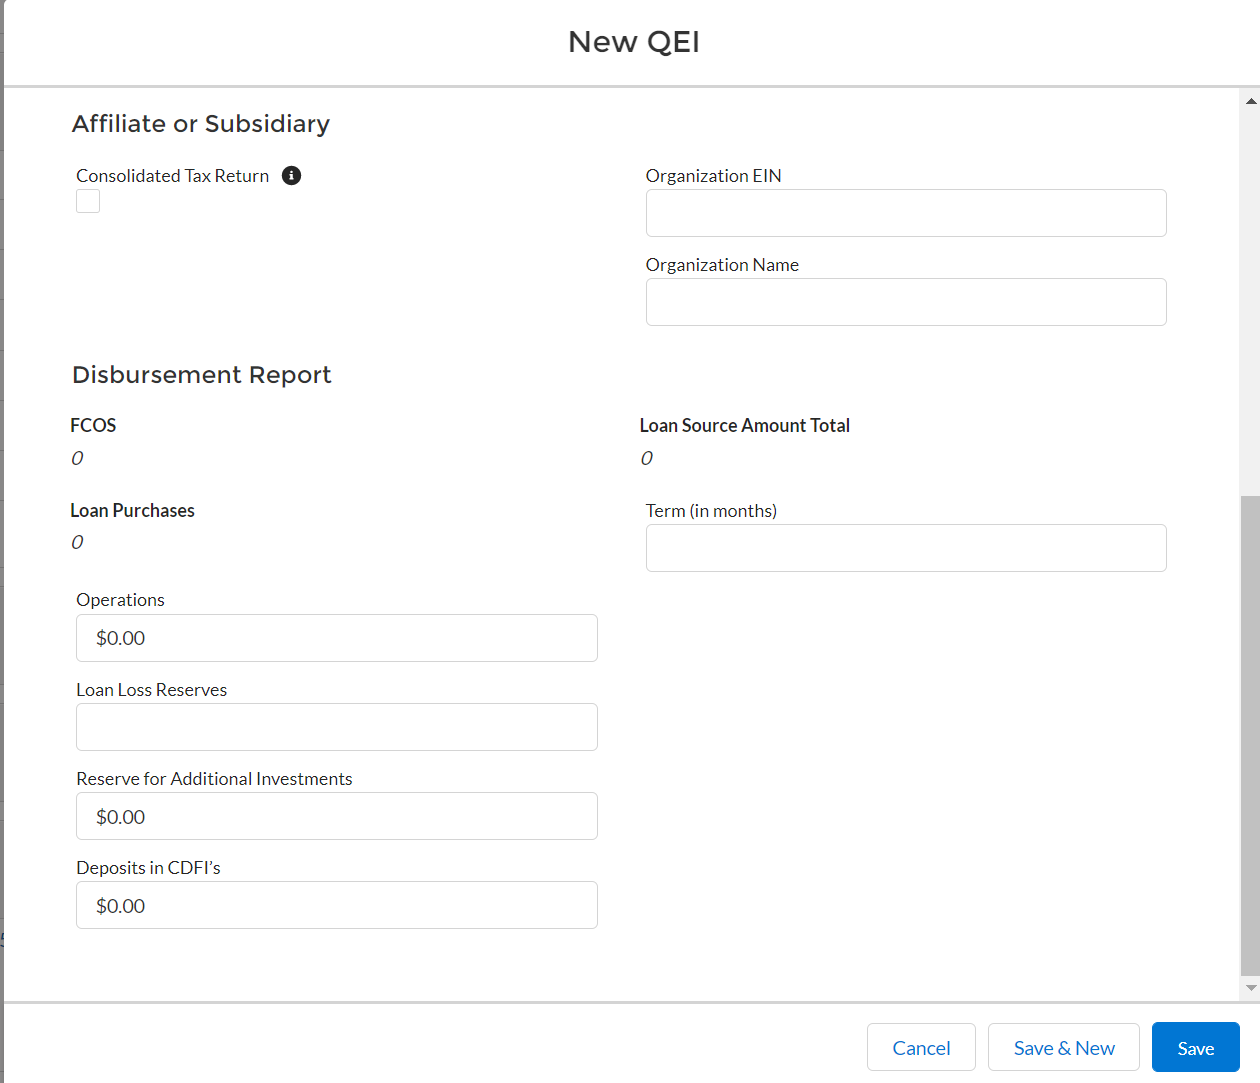 New QEI
Affiliate or Subsidiary
Consolidated Tax Return
Organization EIN
Organization Name
Disbursement Report
FCOS
0
Loan Source Amount Total
0
Loan Purchases
0
Term (in months)
Operations
$0.00
Loan Loss Reserves
Reserve for Additional Investments
$0.00
Deposits in CDFI’s
$0.00
Cancel
Save & New
Save